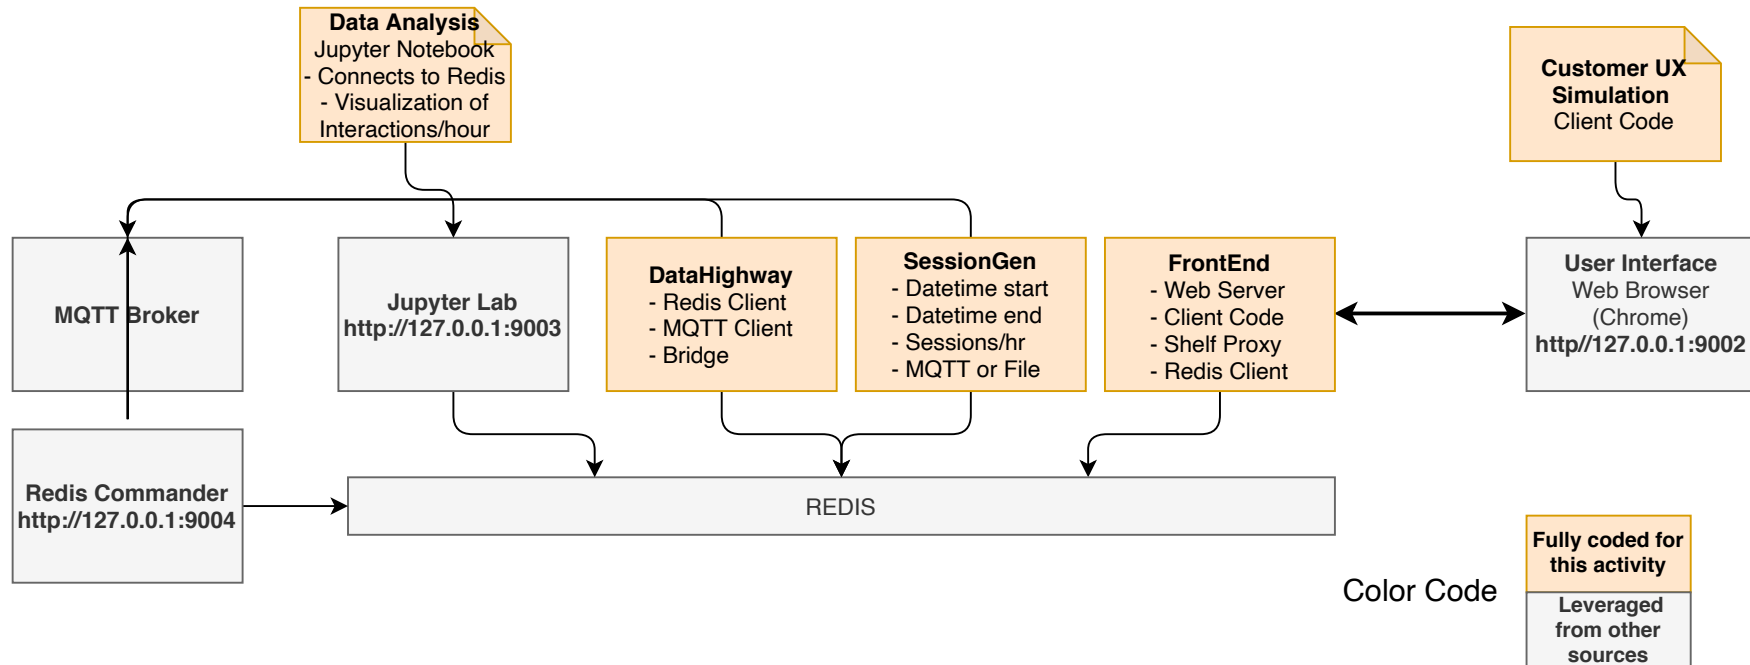 Data Analysis
Jupyter Notebook
- Connects to Redis
- Visualization of
Interactions/hour
Customer UX
Simulation
Client Code
MQTT Broker
Jupyter Lab
http://127.0.0.1:9003
DataHighway
- Redis Client
- MQTT Client
- Bridge
SessionGen
- Datetime start
- Datetime end
- Sessions/hr
- MQTT or File
FrontEnd
- Web Server
- Client Code
- Shelf Proxy
- Redis Client
User Interface
Web Browser
(Chrome)
http//127.0.0.1:9002
Redis Commander
http://127.0.0.1:9004
REDIS
Color Code
Fully coded for
this activity
Leveraged
from other
sources